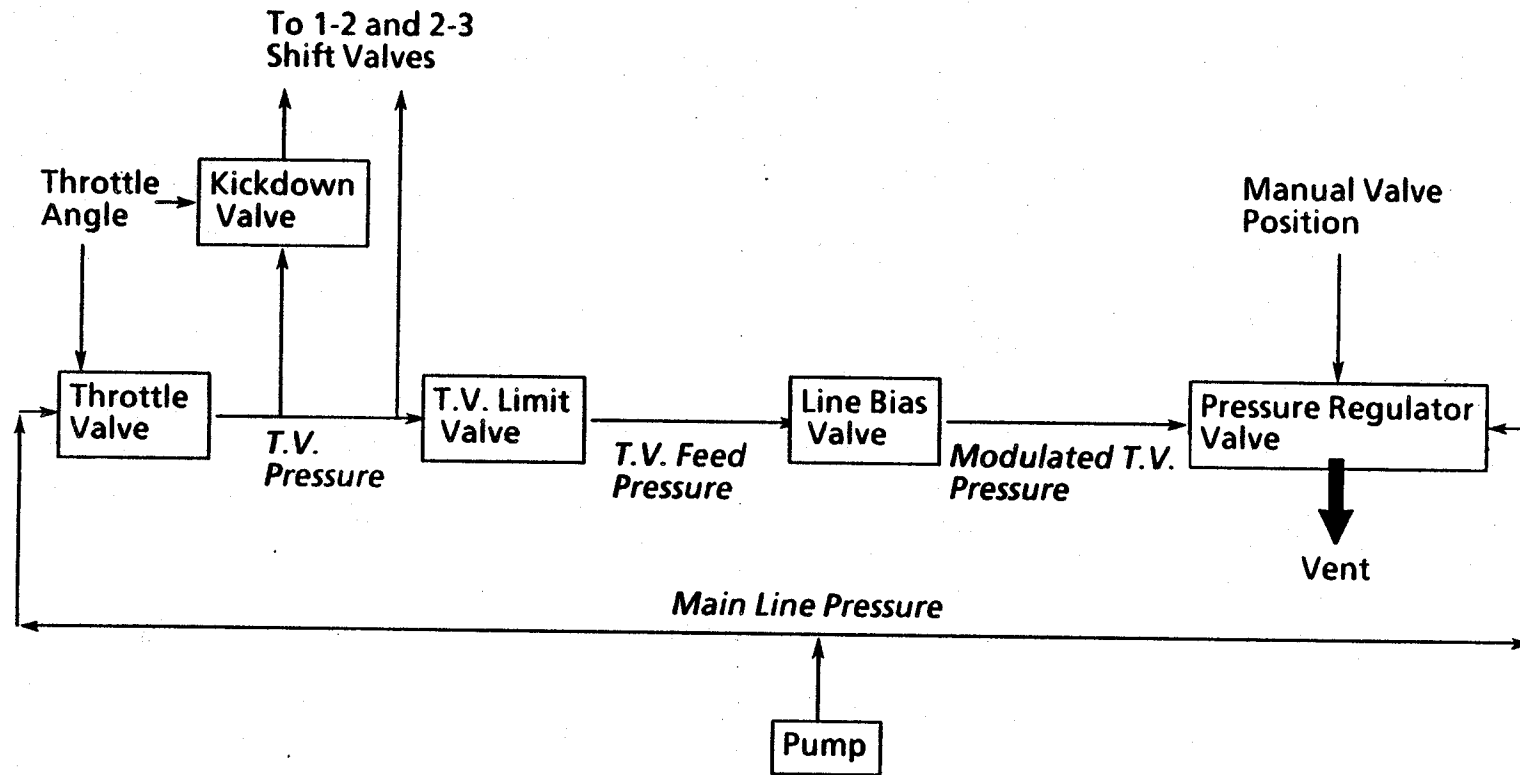 To 1-2 and 2-3
Shift Valves
Throttle
Angle
Kickdown
Valve
Manual Valve
Position
Throttle
Valve
T.V.
Pressure
T.V. Limit
Valve
T.V. Feed
Pressure
Line Bias
Valve
Modulated T.V.
Pressure
Pressure Regulator
Valve
Vent
Main Line Pressure
Pump